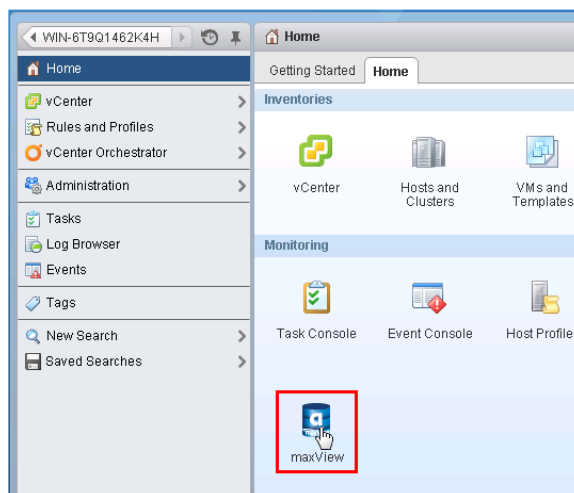 WIN-6T9Q1462K4H
Home
vCenter
Rules and Profiles
vCenter Orchestrator
Administration
Tasks
Log Browser
Events
Tags
New Search
Saved Searches
Home
Getting Started Home
Inventories
vCenter Hosts and Clusters VMs and Templates
Monitoring
Task Console Event Console Host Profile
maxView